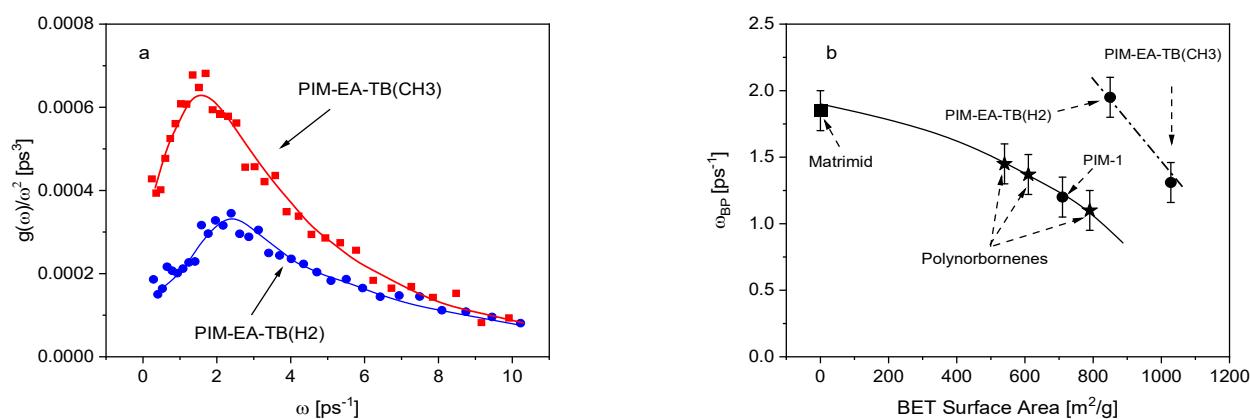 a
0.0008
0.0006
0.0004
0.0002
0.0000
g(ω)/ω² [ps³]
PIM-EA-TB(CH3)
PIM-EA-TB(H2)
0 2 4 6 8 10
ω [ps⁻¹]
b
2.5
2.0
1.5
1.0
0.5
0.0
ω_BP [ps⁻¹]
PIM-EA-TB(CH3)
PIM-EA-TB(H2)
Matrimid
PIM-1
Polynorbornenes
0 200 400 600 800 1000 1200
BET Surface Area [m²/g]